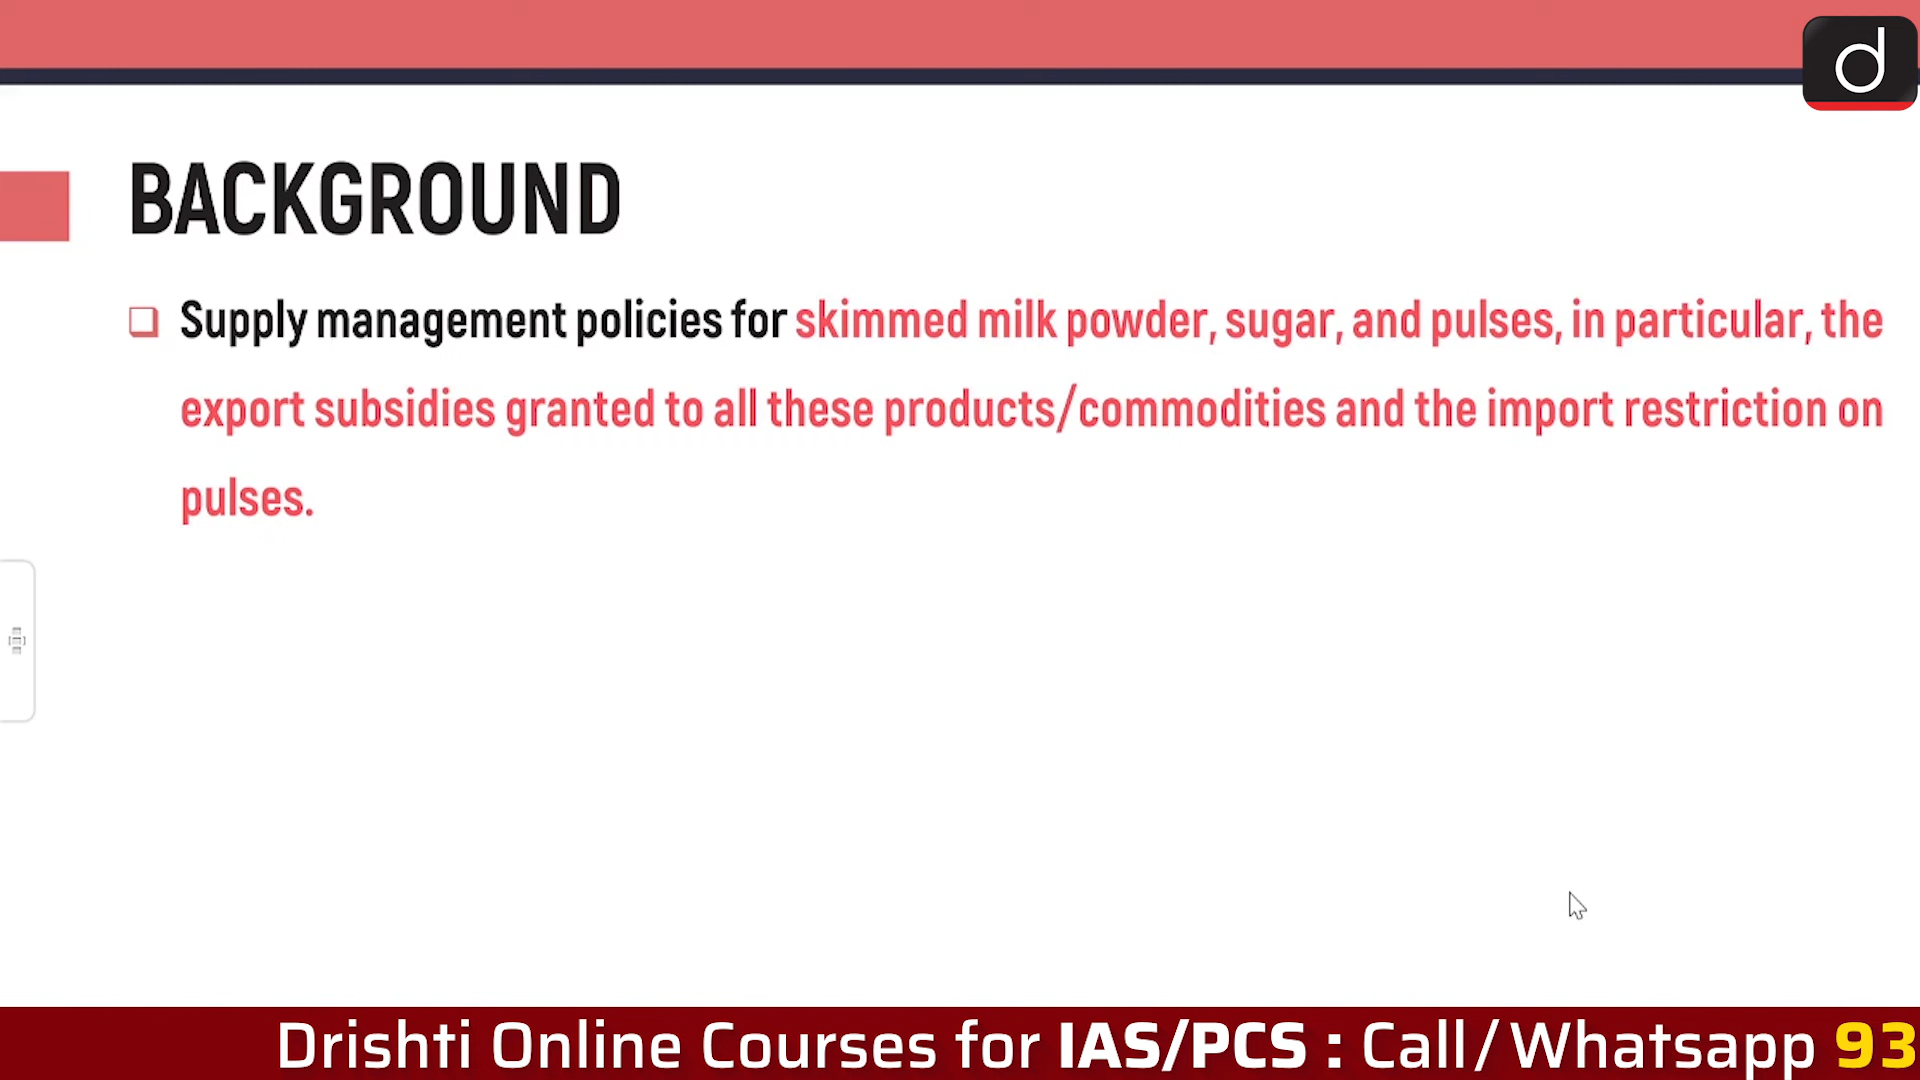 d
BACKGROUND
Supply management policies for skimmed milk powder, sugar, and pulses, in particular, the
export subsidies granted to all these products/commodities and the import restriction on
pulses.
Drishti Online Courses for IAS/PCS : Call/Whatsapp 93